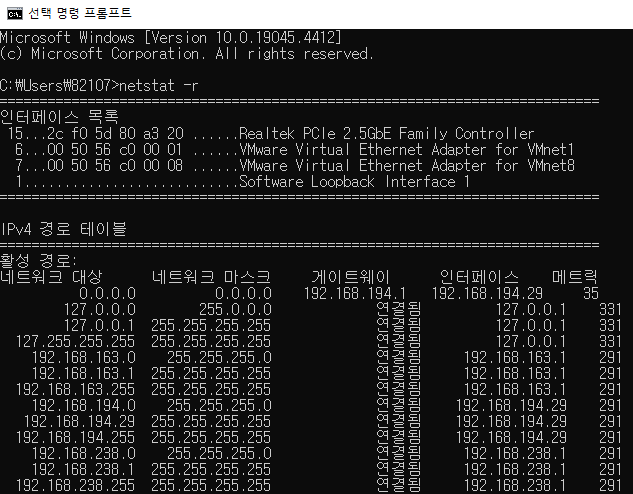 선택 명령 프롬프트
Microsoft Windows [Version 10.0.19045.4412]
(c) Microsoft Corporation. All rights reserved.
C:₩Users₩82107>netstat -r
===========================================================================
인터페이스 목록
15...2c f0 5d 80 a3 20 ......Realtek PCIe 2.5GbE Family Controller
6...00 50 56 c0 00 01 ......VMware Virtual Ethernet Adapter for VMnet1
7...00 50 56 c0 00 08 ......VMware Virtual Ethernet Adapter for VMnet8
1...........................Software Loopback Interface 1
===========================================================================
IPv4 경로 테이블
===========================================================================
활성 경로:
네트워크 대상 네트워크 마스크 게이트웨이 인터페이스 메트릭
0.0.0.0 0.0.0.0 192.168.194.1 192.168.194.29 35
127.0.0.0 255.0.0.0 연결됨 127.0.0.1 331
127.0.0.1 255.255.255.255 연결됨 127.0.0.1 331
127.255.255.255 255.255.255.255 연결됨 127.0.0.1 331
192.168.163.0 255.255.255.0 연결됨 192.168.163.1 291
192.168.163.1 255.255.255.255 연결됨 192.168.163.1 291
192.168.163.255 255.255.255.255 연결됨 192.168.163.1 291
192.168.194.0 255.255.255.0 연결됨 192.168.194.29 291
192.168.194.29 255.255.255.255 연결됨 192.168.194.29 291
192.168.194.255 255.255.255.255 연결됨 192.168.194.29 291
192.168.238.0 255.255.255.0 연결됨 192.168.238.1 291
192.168.238.1 255.255.255.255 연결됨 192.168.238.1 291
192.168.238.255 255.255.255.255 연결됨 192.168.238.1 291